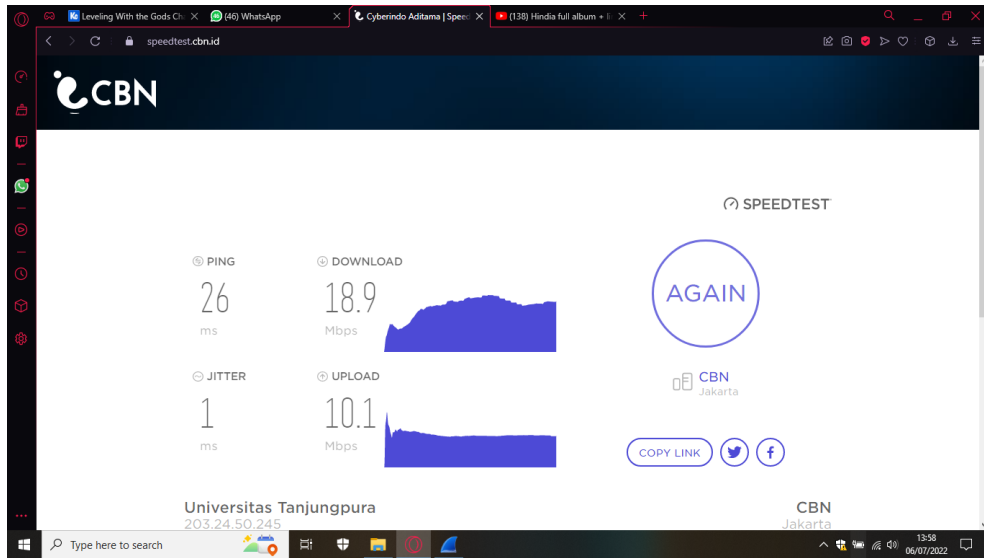 Leveling With the Gods Ch
(46) WhatsApp
Cyberindo Aditama | Speed
(138) Hindia full album + li
speedtest.cbn.id
CBN
SPEEDTEST
PING
26
ms
DOWNLOAD
18.9
Mbps
AGAIN
JITTER
1
ms
UPLOAD
10.1
Mbps
CBN
Jakarta
COPY LINK
Universitas Tanjungpura
203.24.50.245
CBN
Jakarta
Type here to search
13:58
06/07/2022